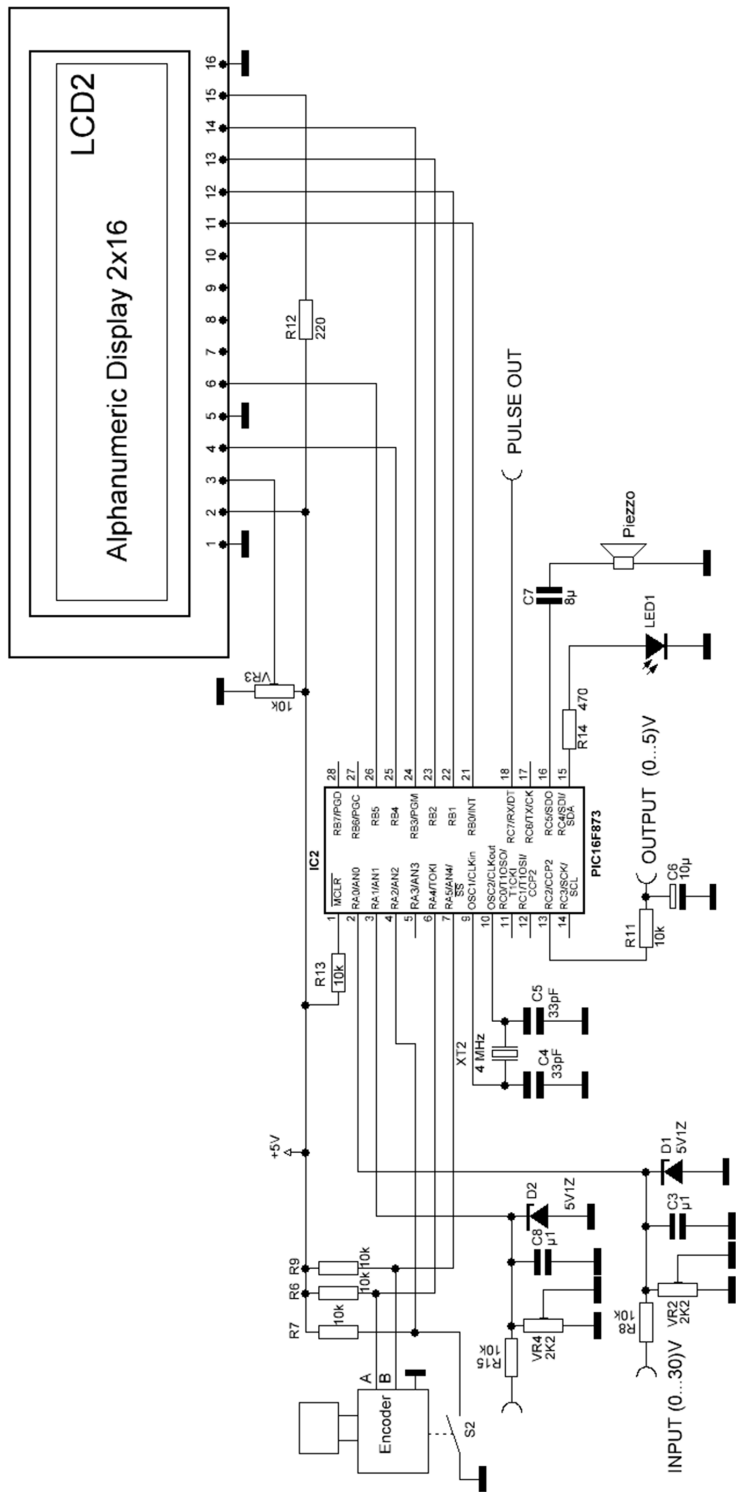 LCD2
Alphanumeric Display 2x16
1 2 3 4 5 6 7 8 9 10 11 12 13 14 15 16
VR3
10k
R12
220
+5V
R13
10k
IC2
PIC16F873
1 MCLR
2 RA0/AN0
3 RA1/AN1
4 RA2/AN2
5 RA3/AN3
6 RA4/TOKI
7 RA5/AN4/
SS
9 OSC1/CLKin
10 OSC2/CLKout
11 RC0/T1OSO/
T1CKI
12 RC1/T1OSI/
CCP2
13 RC2/CCP2
14 RC3/SCK/
SCL
RB7/PGD 28
RB6/PGC 27
RB5 26
RB4 25
RB3/PGM 24
RB2 23
RB1 22
RB0/INT 21
RC7/RX/DT 18
RC6/TX/CK 17
RC5/SDO 16
RC4/SDI/ 15
SDA
PULSE OUT
C7
8µ
Piezzo
R14
470
LED1
OUTPUT (0...5)V
R11
10k
C6
10µ
XT2
4 MHz
C5
33pF
C4
33pF
R9
10k
R6
10k
R7
10k
Encoder
A
B
S2
D2
5V1Z
C8
µ1
VR4
2K2
R15
10k
D1
5V1Z
C3
µ1
VR2
2K2
R8
10k
INPUT (0...30)V